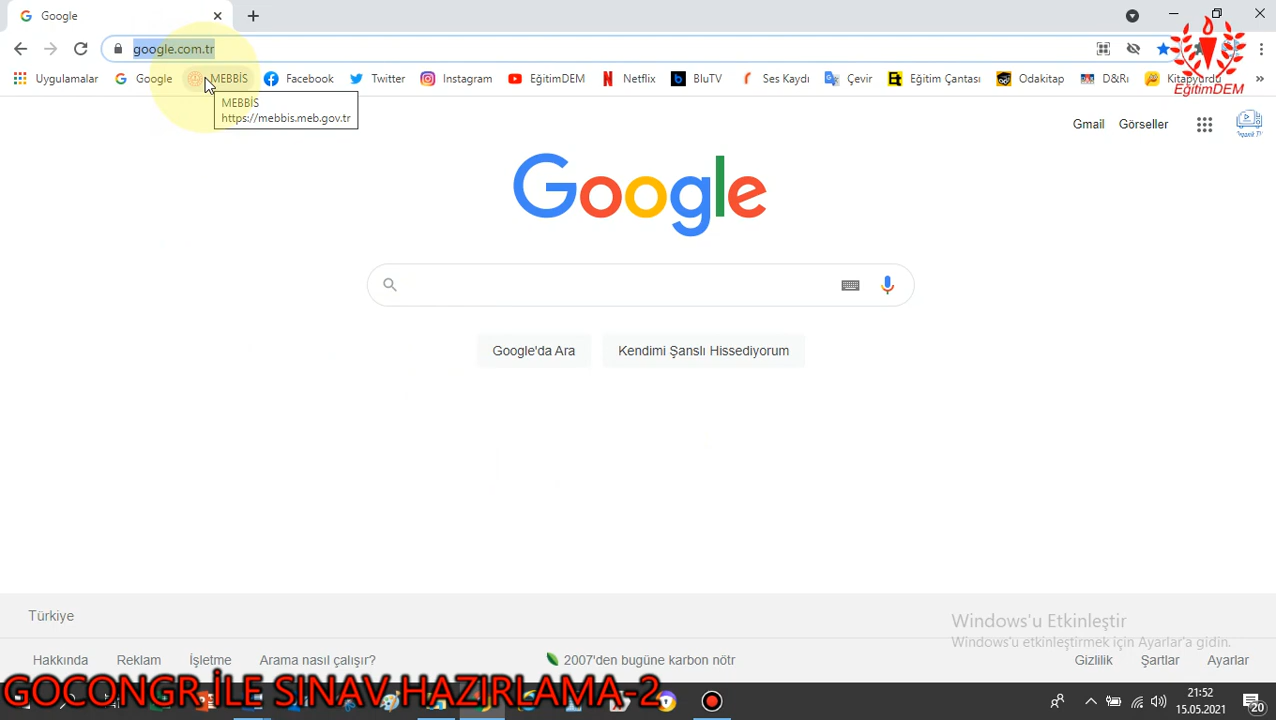 Google
google.com.tr
Uygulamalar Google MEBBİS Facebook Twitter Instagram EğitimDEM Netflix BluTV Ses Kaydı Çevir Eğitim Çantası Odakitap D&Rı Kitapyurdu »
EğitimDEM
MEBBİS
https://mebbis.meb.gov.tr
Gmail Görseller
Google
Google'da Ara Kendimi Şanslı Hissediyorum
Türkiye
Windows'u Etkinleştir
Windows'u etkinleştirmek için Ayarlar'a gidin.
Hakkında Reklam İşletme Arama nasıl çalışır? 2007'den bugüne karbon nötr Gizlilik Şartlar Ayarlar
GOCONGR İLE SINAV HAZIRLAMA-2
21:52
15.05.2021
20